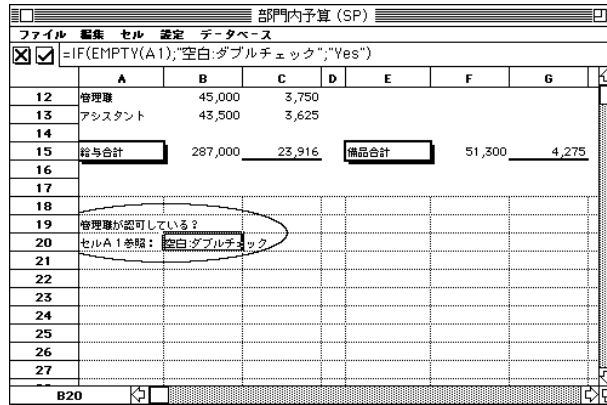 部門内予算 (SP)
ファイル 編集 セル 設定 データベース
=IF(EMPTY(A1);"空白:ダブルチェック";"Yes")
A B C D E F G
12 管理職 45,000 3,750
13 アシスタント 43,500 3,625
14
15 給与合計 287,000 23,916 備品合計 51,300 4,275
16
17
18
19 管理職が認可している?
20 セルA1参照: 空白:ダブルチェック
21
22
23
24
25
26
27
B20